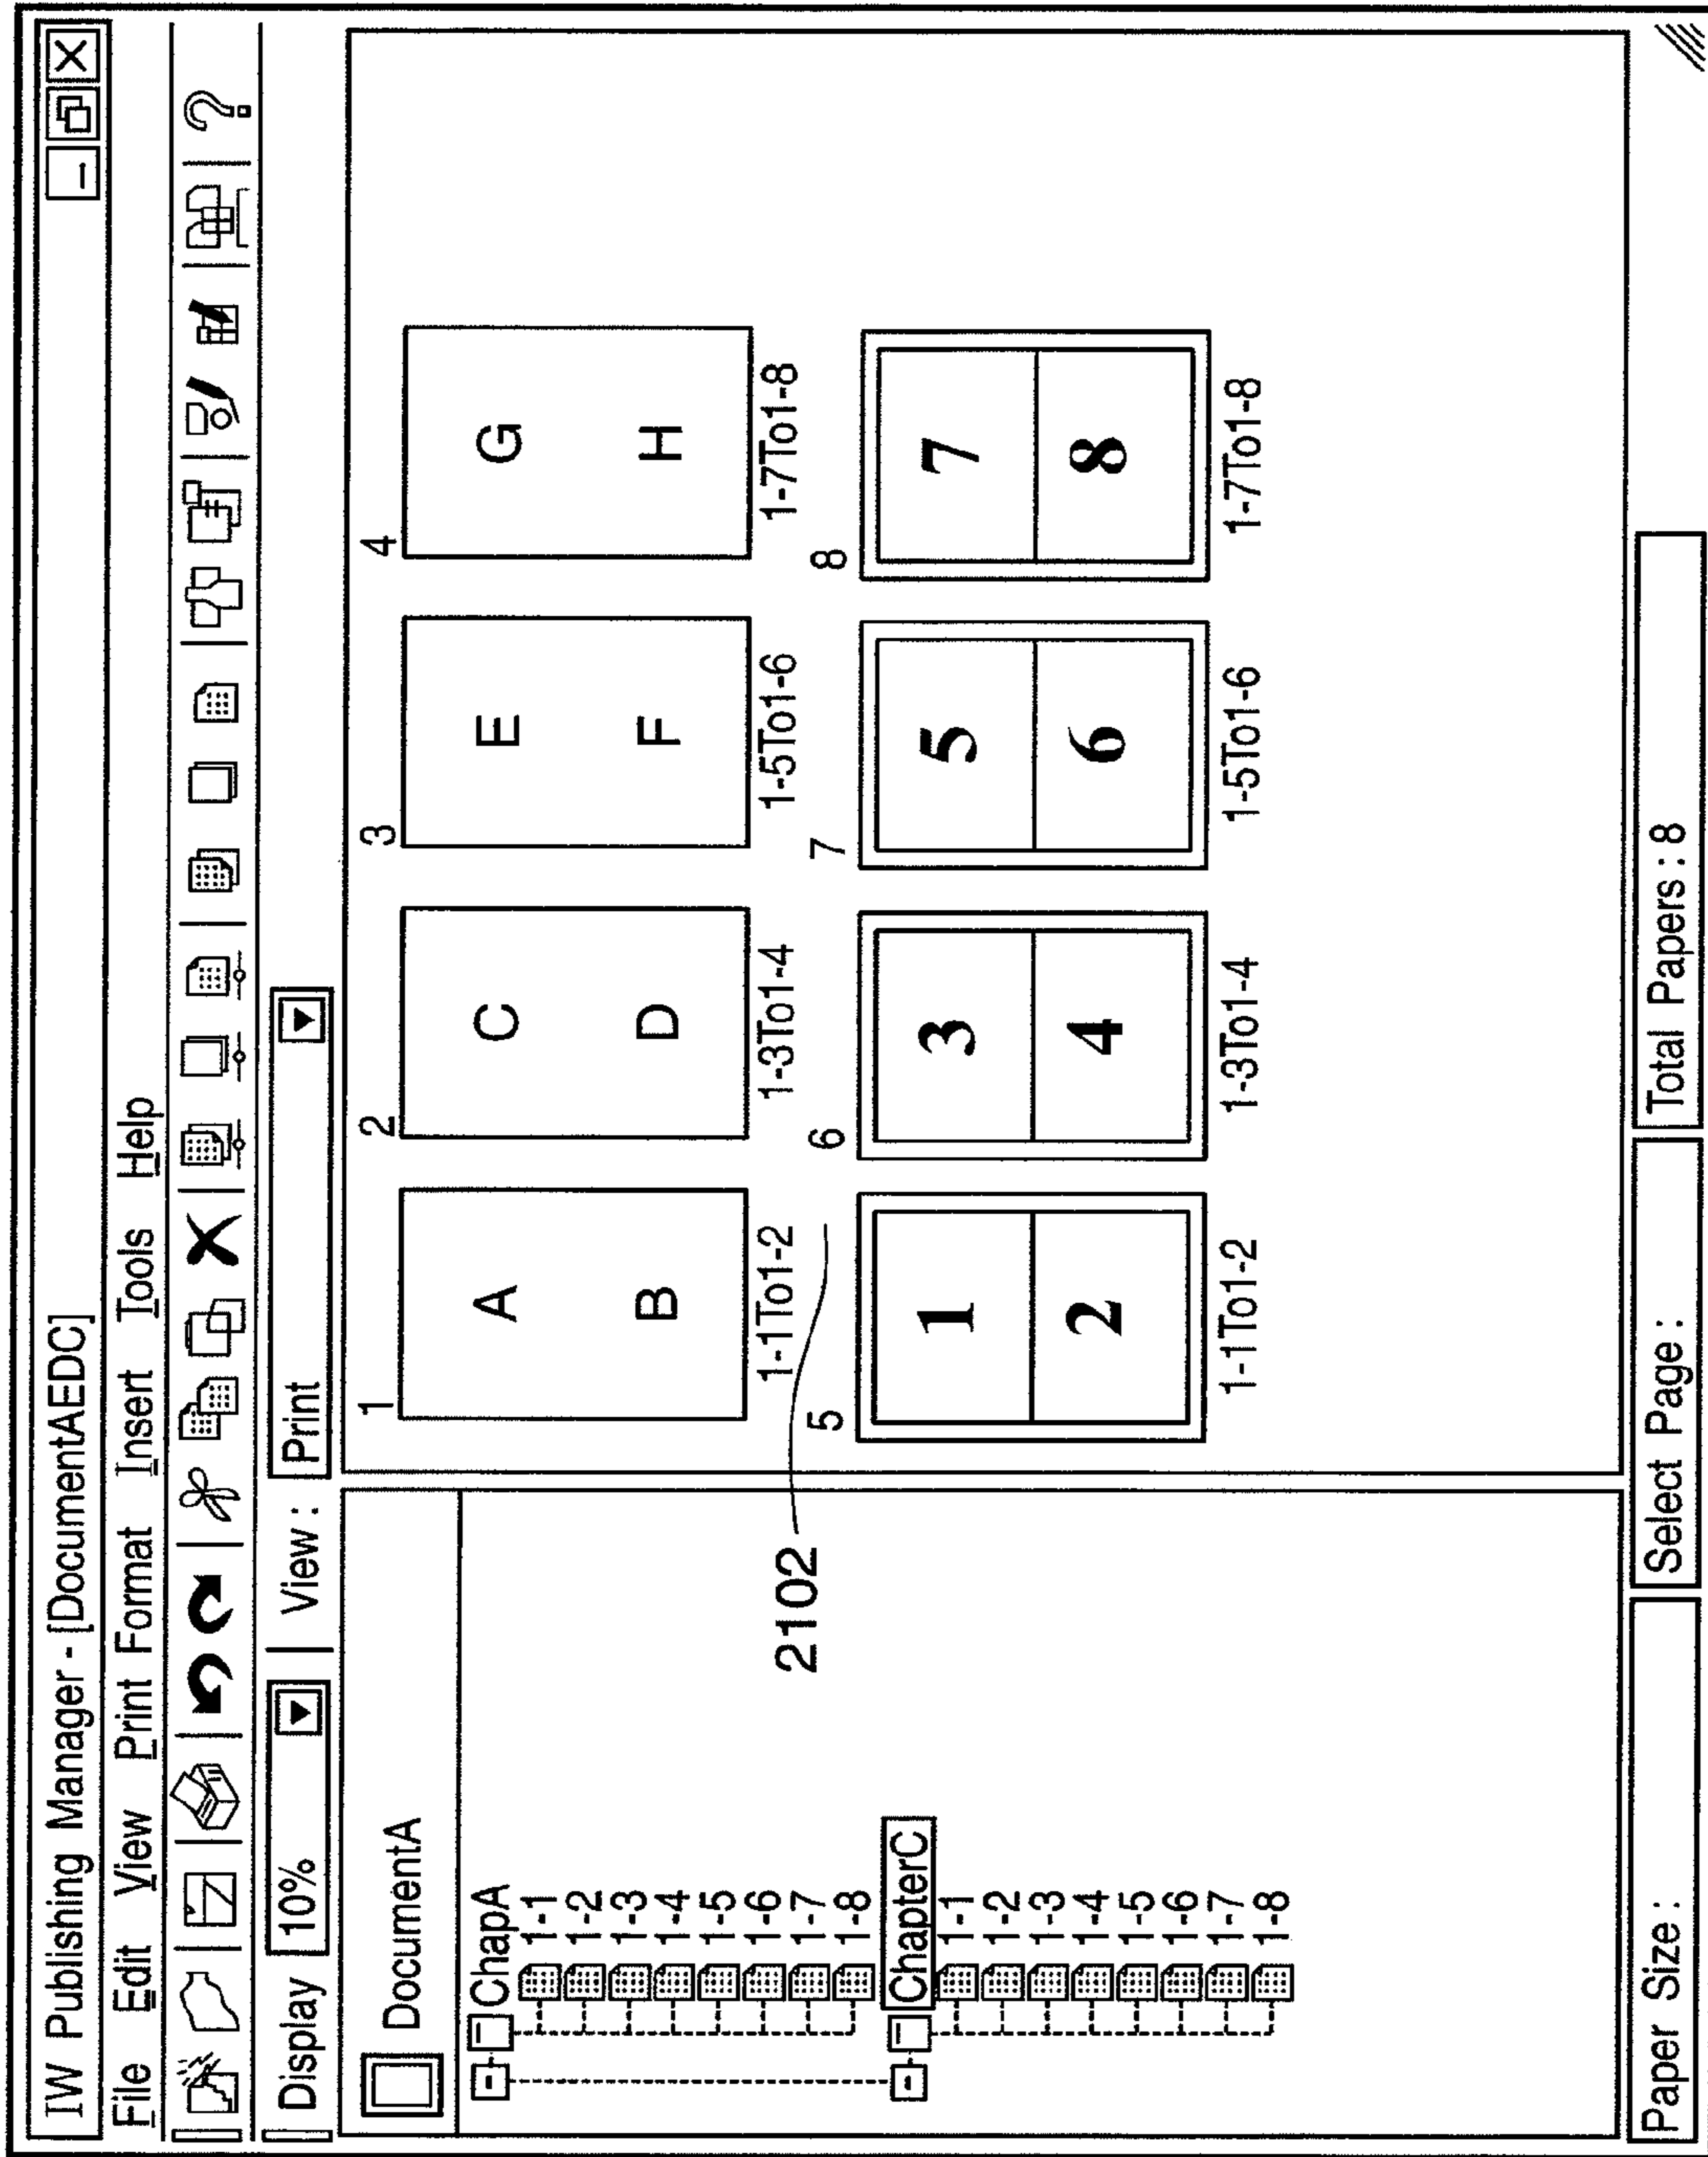 IW Publishing Manager - [DocumentAEDC]
File Edit View Print Format Insert Tools Help
?
Display 10% View : Print
DocumentA
ChapA
1-1
1-2
1-3
1-4
1-5
1-6
1-7
1-8
ChapterC
1-1
1-2
1-3
1-4
1-5
1-6
1-7
1-8
2102
1 2 3 4
A C E G
B D F H
1-1To1-2 1-3To1-4 1-5To1-6 1-7To1-8
5 6 7 8
1 3 5 7
2 4 6 8
1-1To1-2 1-3To1-4 1-5To1-6 1-7To1-8
Paper Size : Select Page : Total Papers : 8